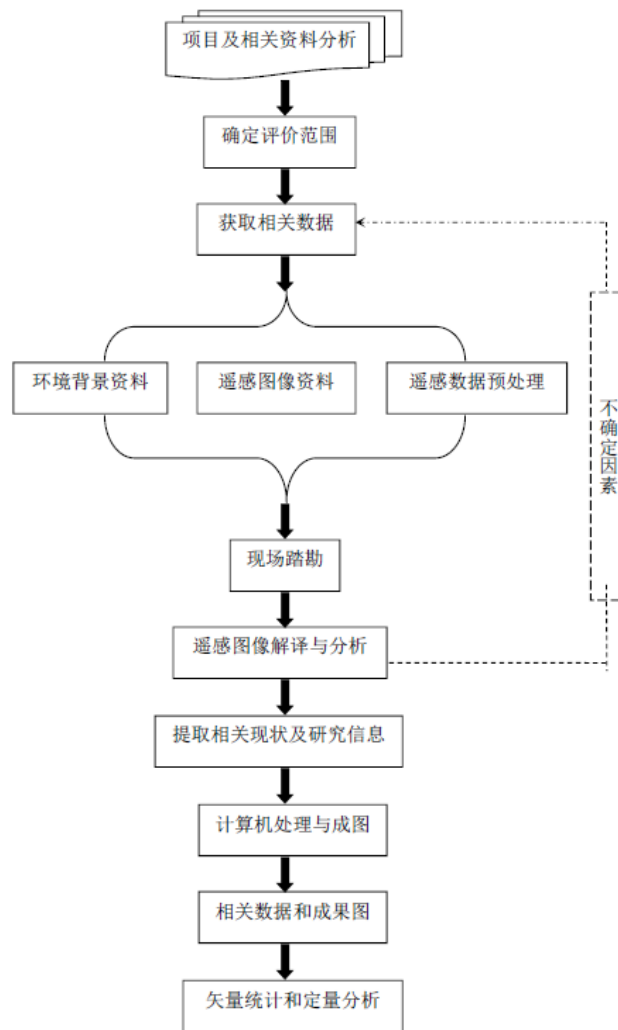 项目及相关资料分析
确定评价范围
获取相关数据
环境背景资料
遥感图像资料
遥感数据预处理
不确定因素
现场踏勘
遥感图像解译与分析
提取相关现状及研究信息
计算机处理与成图
相关数据和成果图
矢量统计和定量分析